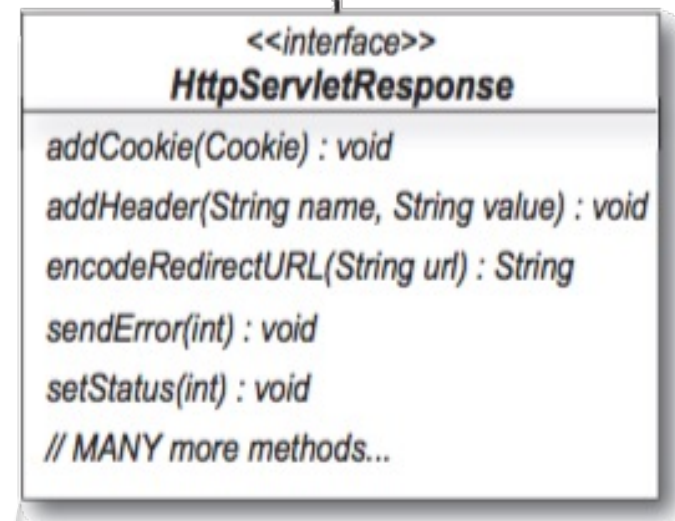 <<interface>>
HttpServletResponse
addCookie(Cookie) : void
addHeader(String name, String value) : void
encodeRedirectURL(String url) : String
sendError(int) : void
setStatus(int) : void
// MANY more methods...